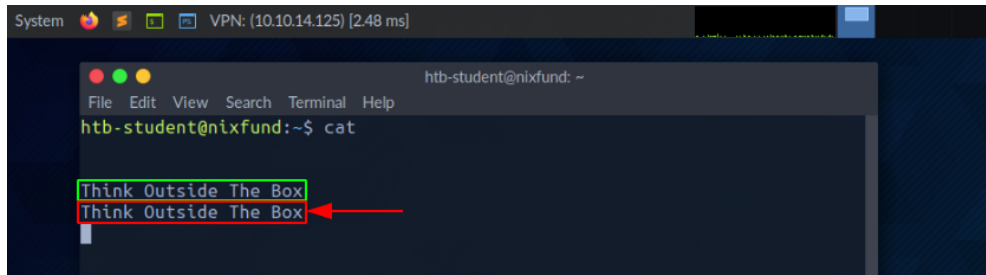 System VPN: (10.10.14.125) [2.48 ms]
htb-student@nixfund: ~
File Edit View Search Terminal Help
htb-student@nixfund:~$ cat
Think Outside The Box
Think Outside The Box